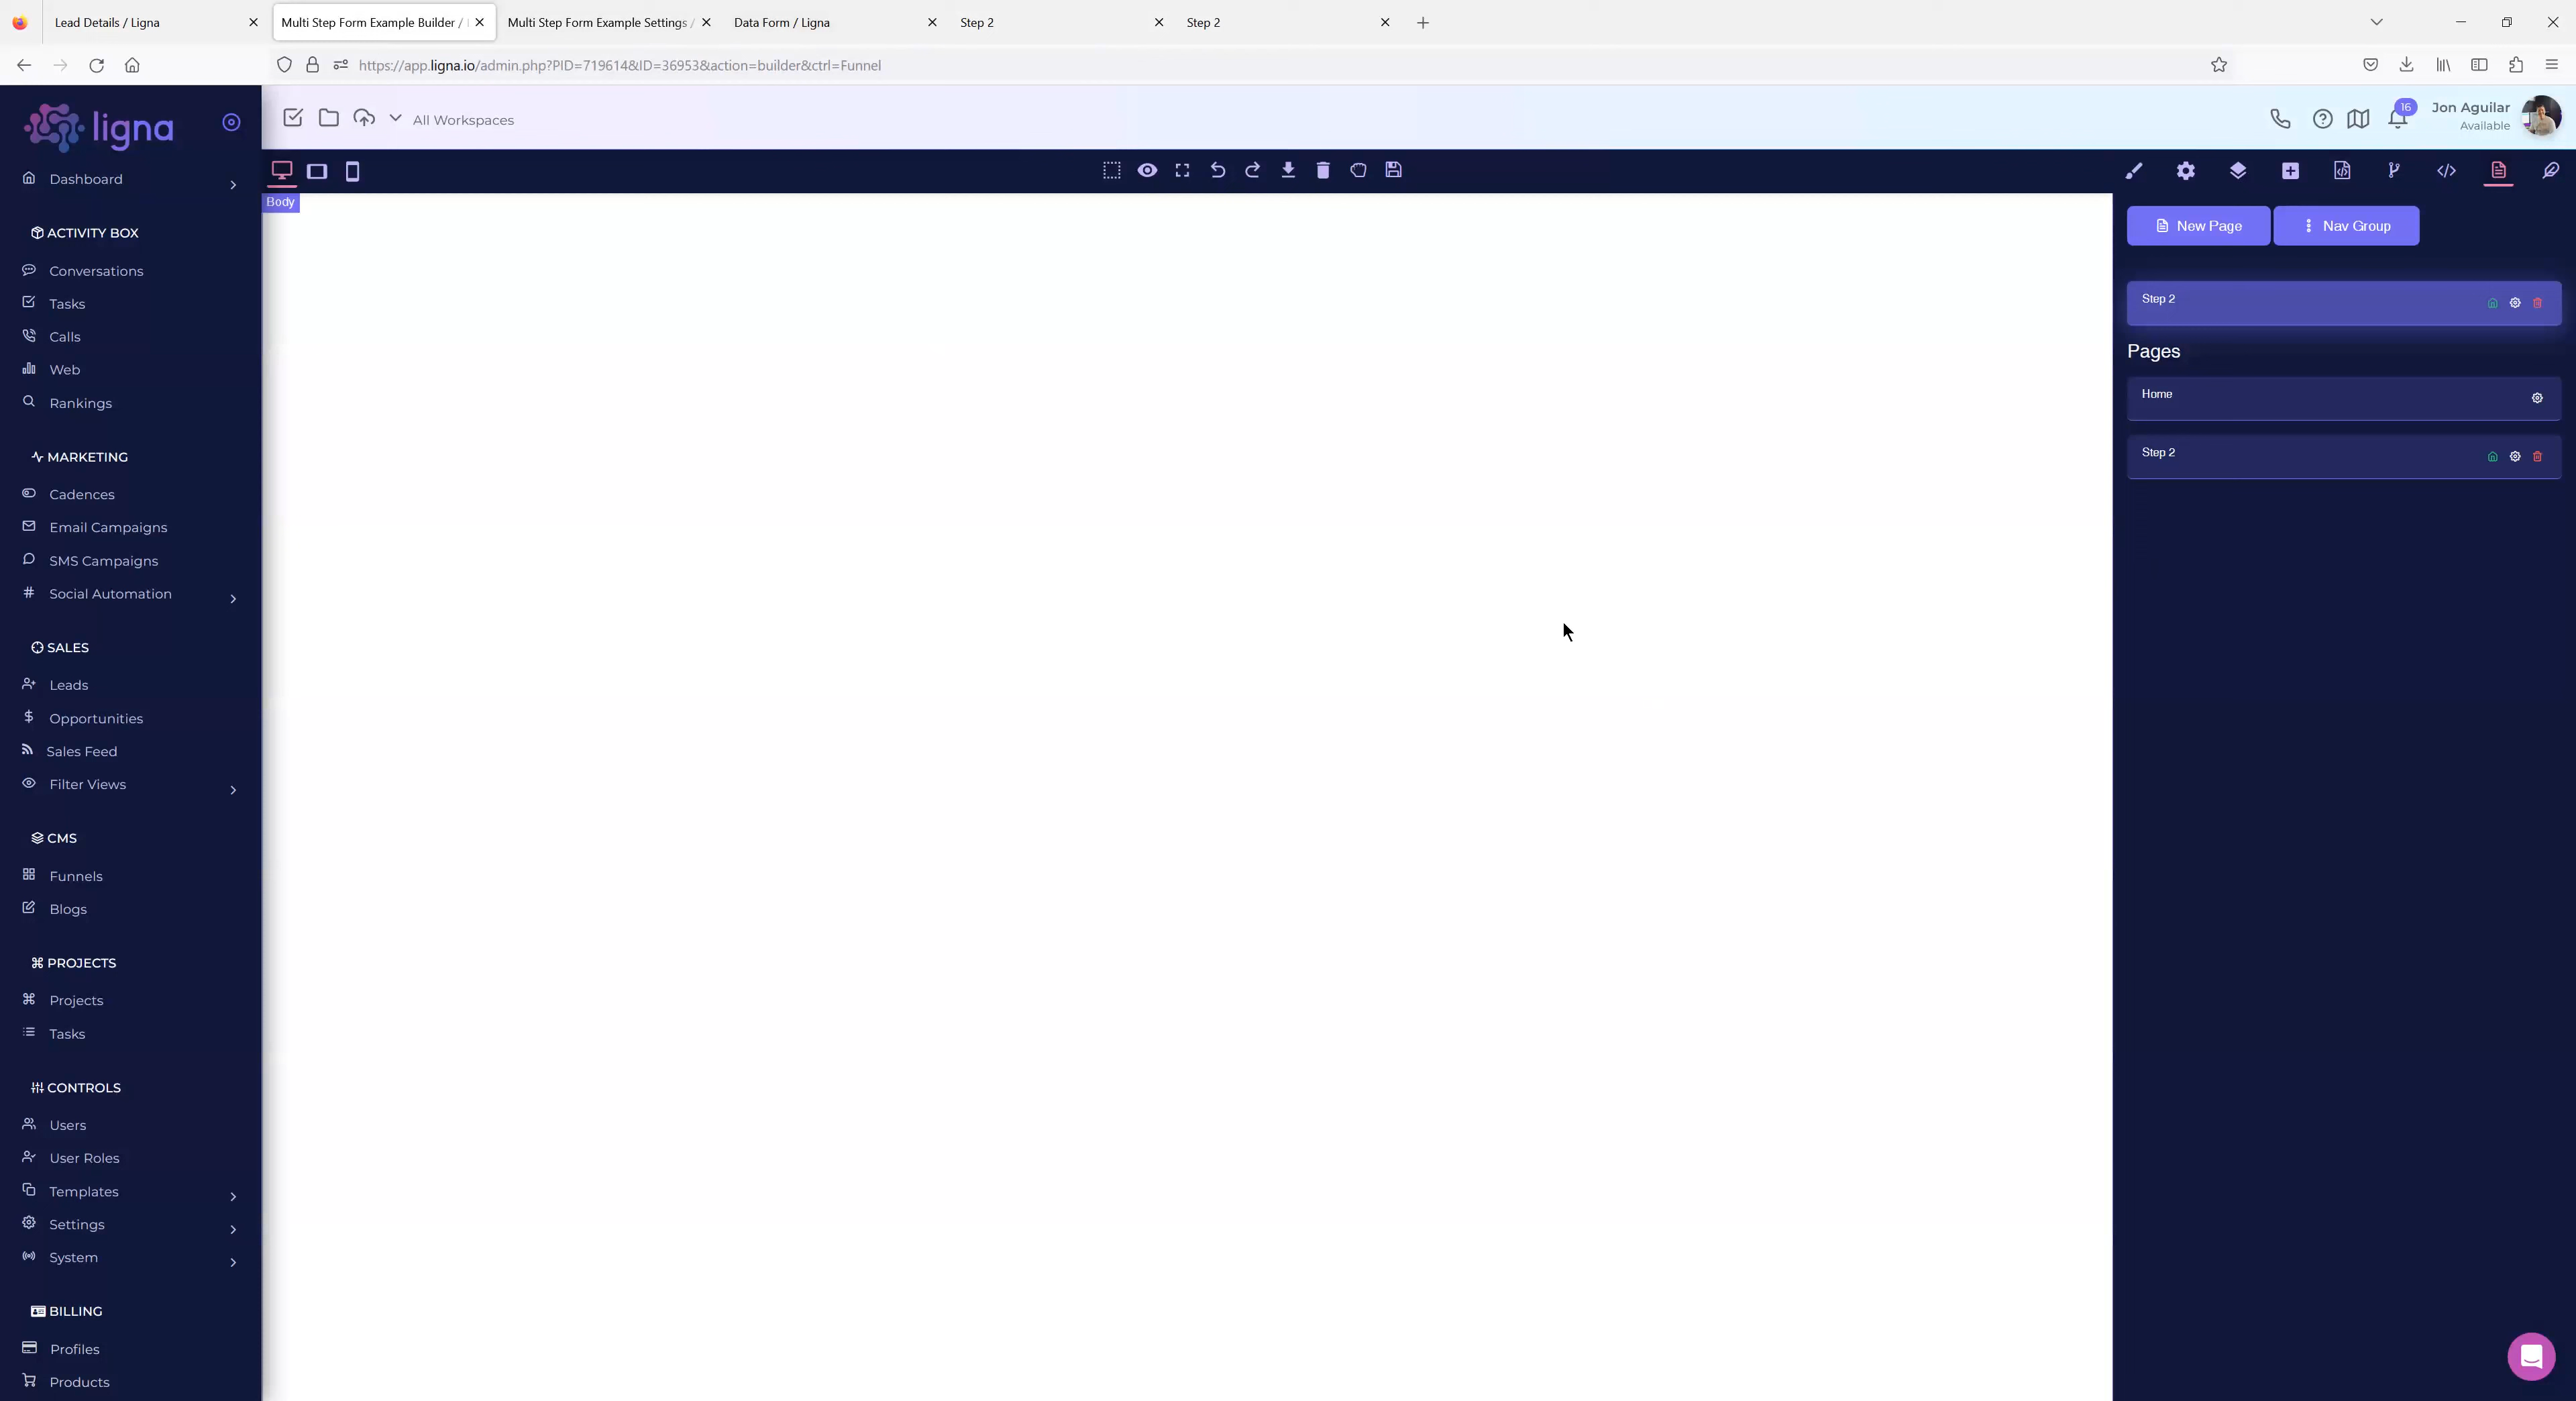 Lead Details / Ligna
Multi Step Form Example Builder /
Multi Step Form Example Settings /
Data Form / Ligna
Step 2
Step 2
https://app.ligna.io/admin.php?PID=719614&ID=36953&action=builder&ctrl=Funnel
ligna
All Workspaces
16
Jon Aguilar
Available
Dashboard
ACTIVITY BOX
Conversations
Tasks
Calls
Web
Rankings
MARKETING
Cadences
Email Campaigns
SMS Campaigns
Social Automation
SALES
Leads
Opportunities
Sales Feed
Filter Views
CMS
Funnels
Blogs
PROJECTS
Projects
Tasks
CONTROLS
Users
User Roles
Templates
Settings
System
BILLING
Profiles
Products
Body
New Page
Nav Group
Step 2
Pages
Home
Step 2